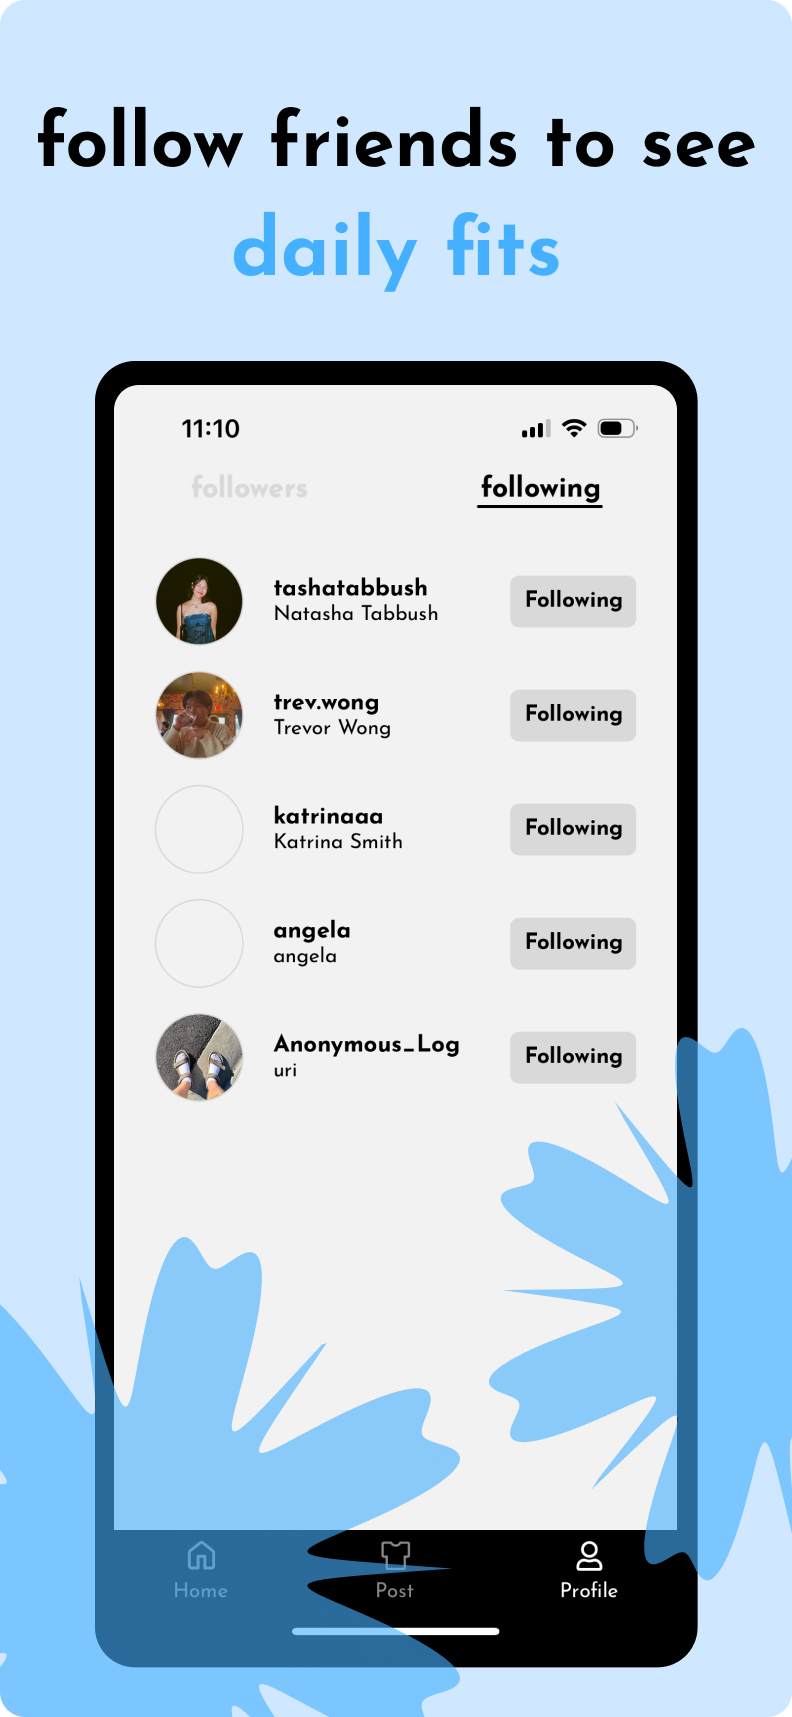 follow friends to see
daily fits
11:10
followers following
tashatabbush
Natasha Tabbush
Following
trev.wong
Trevor Wong
Following
katrinaaa
Katrina Smith
Following
angela
angela
Following
Anonymous_Log
uri
Following
Home Post Profile